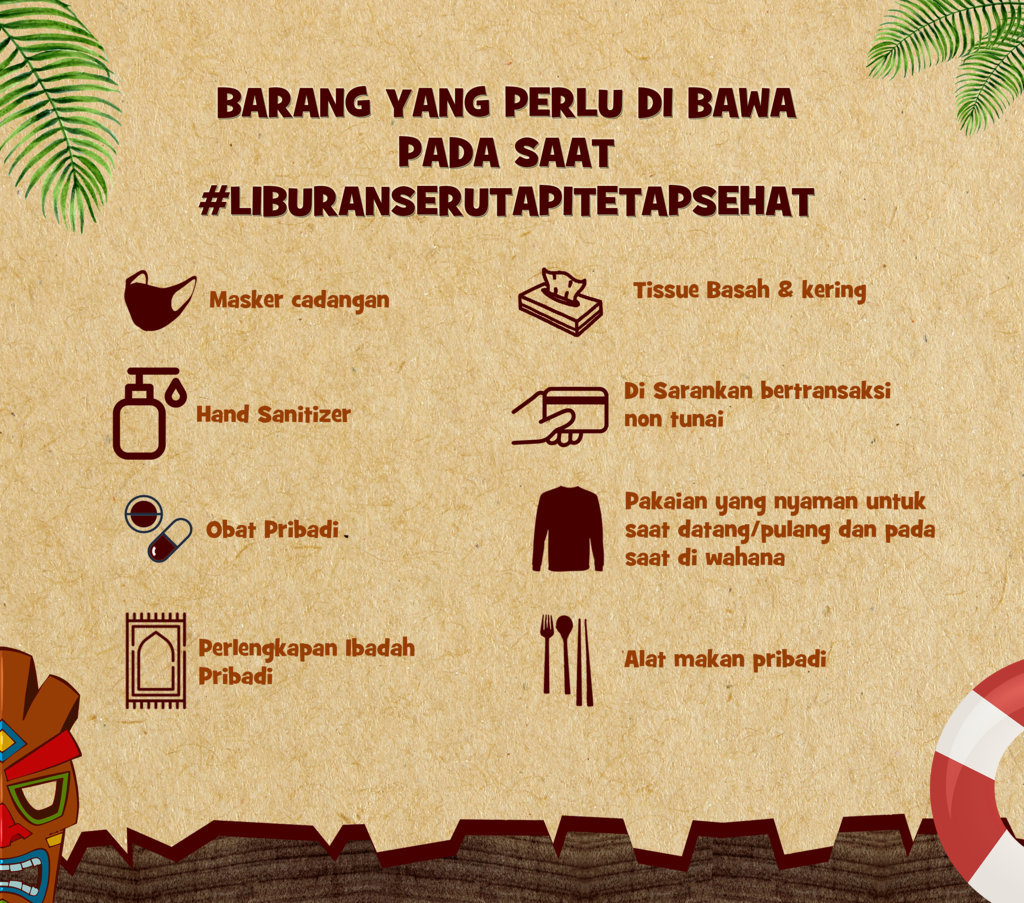 BARANG YANG PERLU DI BAWA
PADA SAAT
#LIBURANSERUTAPITETAPSEHAT
Masker cadangan
Hand Sanitizer
Obat Pribadi .
Perlengkapan Ibadah
Pribadi
Tissue Basah & kering
Di Sarankan bertransaksi
non tunai
Pakaian yang nyaman untuk
saat datang/pulang dan pada
saat di wahana
Alat makan pribadi